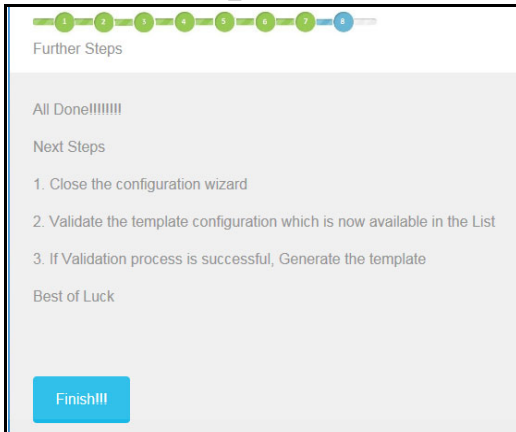 1 2 3 4 5 6 7 8
Further Steps
All Done!!!!!!!!
Next Steps
1. Close the configuration wizard
2. Validate the template configuration which is now available in the List
3. If Validation process is successful, Generate the template
Best of Luck
Finish!!!